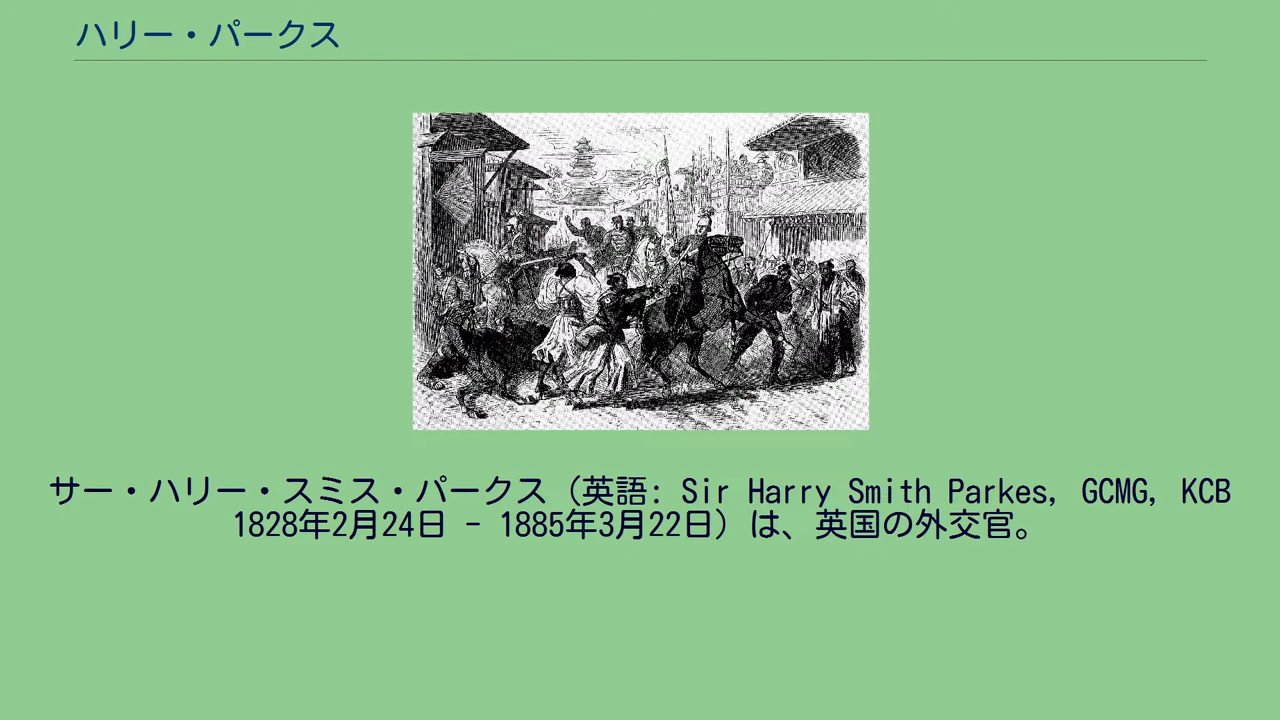 ハリー・パークス
サー・ハリー・スミス・パークス（英語: Sir Harry Smith Parkes, GCMG, KCB
1828年2月24日 - 1885年3月22日）は、英国の外交官。